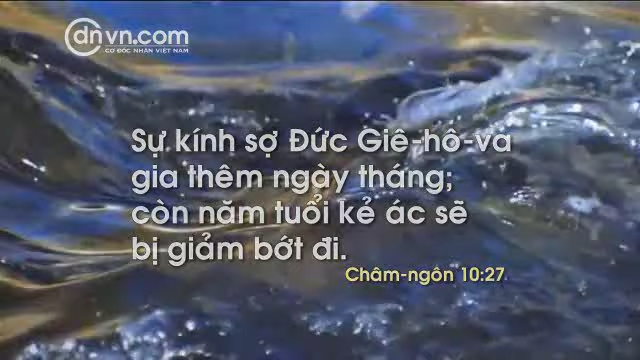 cdnvn.com
CƠ ĐỐC NHÂN VIỆT NAM
Sự kính sợ Đức Giê-hô-va
gia thêm ngày tháng;
còn năm tuổi kẻ ác sẽ
bị giảm bớt đi.
Châm-ngôn 10:27